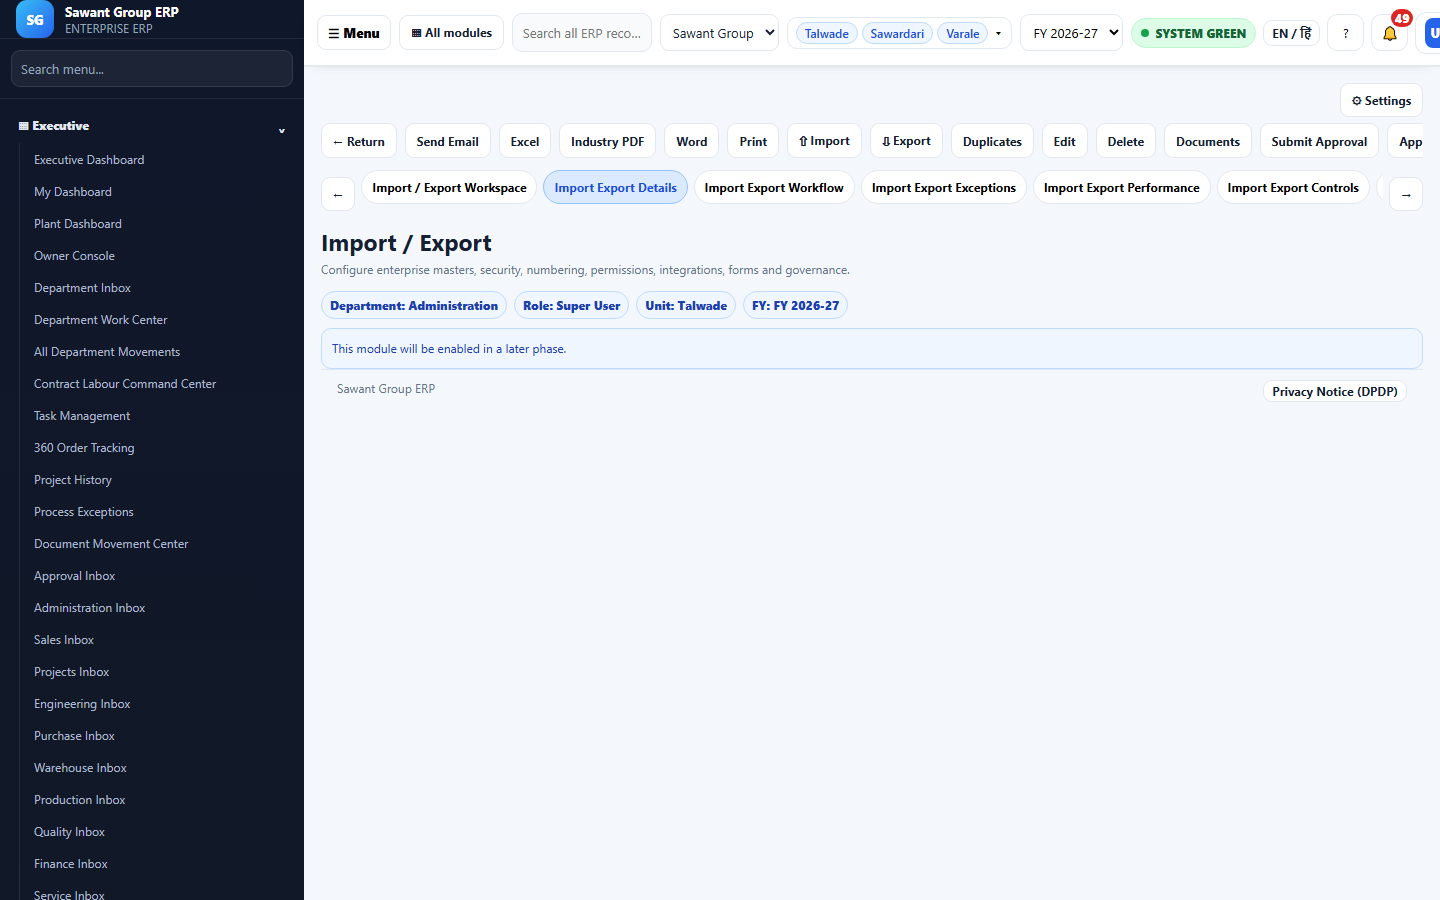 SG
Sawant Group ERP
ENTERPRISE ERP
Search menu...
Executive
Executive Dashboard
My Dashboard
Plant Dashboard
Owner Console
Department Inbox
Department Work Center
All Department Movements
Contract Labour Command Center
Task Management
360 Order Tracking
Project History
Process Exceptions
Document Movement Center
Approval Inbox
Administration Inbox
Sales Inbox
Projects Inbox
Engineering Inbox
Purchase Inbox
Warehouse Inbox
Production Inbox
Quality Inbox
Finance Inbox
Service Inbox
☰ Menu
All modules
Search all ERP reco...
Sawant Group
Talwade Sawardari Varale
FY 2026-27
SYSTEM GREEN
EN / हिं
?
49
U
⚙ Settings
← Return
Send Email
Excel
Industry PDF
Word
Print
⇧ Import
⇩ Export
Duplicates
Edit
Delete
Documents
Submit Approval
App
←
Import / Export Workspace
Import Export Details
Import Export Workflow
Import Export Exceptions
Import Export Performance
Import Export Controls
→
Import / Export
Configure enterprise masters, security, numbering, permissions, integrations, forms and governance.
Department: Administration
Role: Super User
Unit: Talwade
FY: FY 2026-27
This module will be enabled in a later phase.
Sawant Group ERP
Privacy Notice (DPDP)